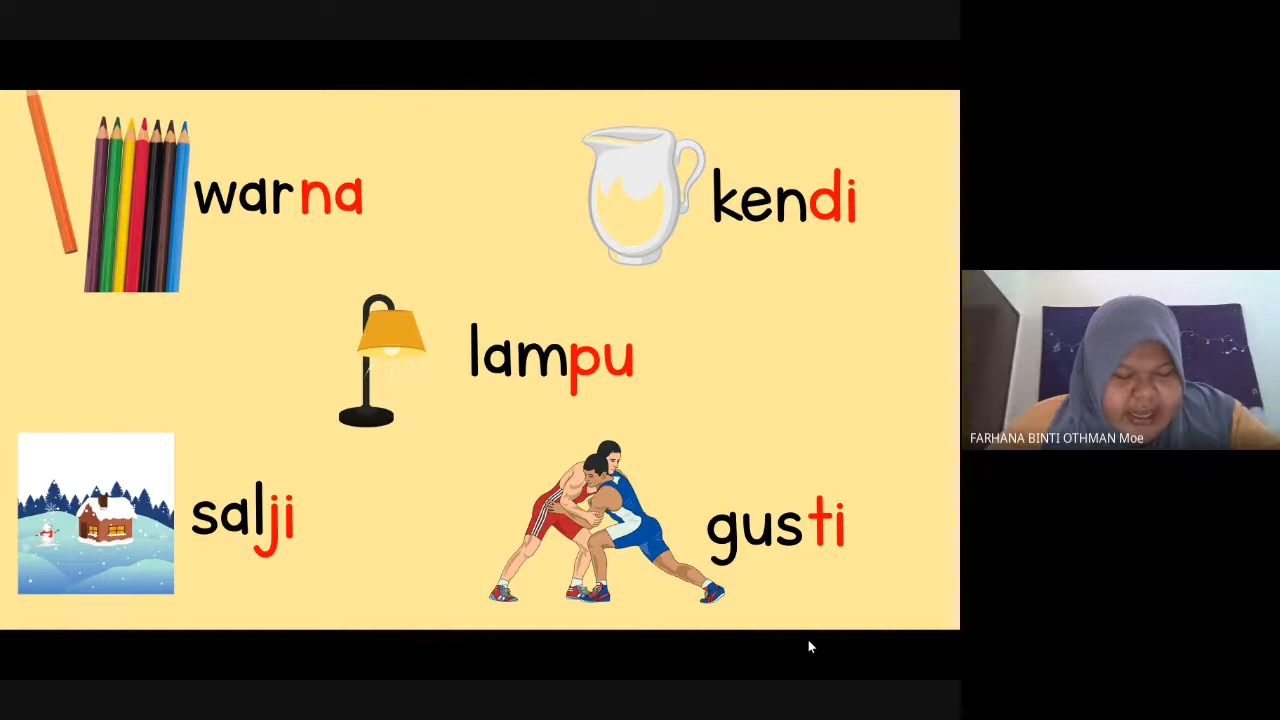 warna
kendi
lampu
salji
gusti
FARHANA BINTI OTHMAN Moe